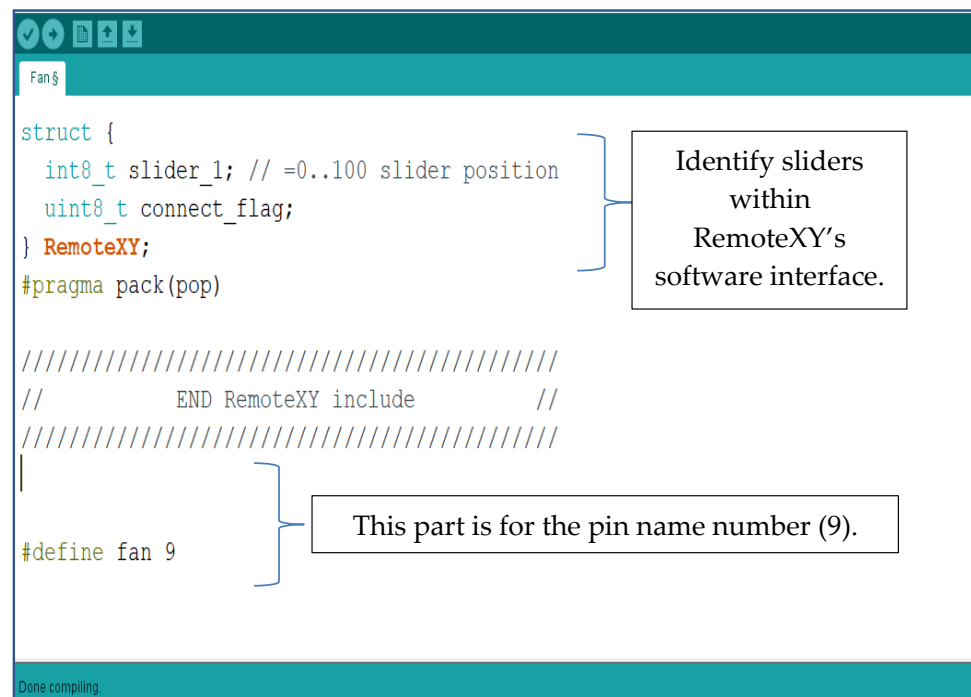 Fan §
struct {
  int8_t slider_1; // =0..100 slider position
  uint8_t connect_flag;
} RemoteXY;
#pragma pack(pop)
Identify sliders
within
RemoteXY’s
software interface.
/////////////////////////////////////////////
//           END RemoteXY include          //
/////////////////////////////////////////////
This part is for the pin name number (9).
#define fan 9
Done compiling.